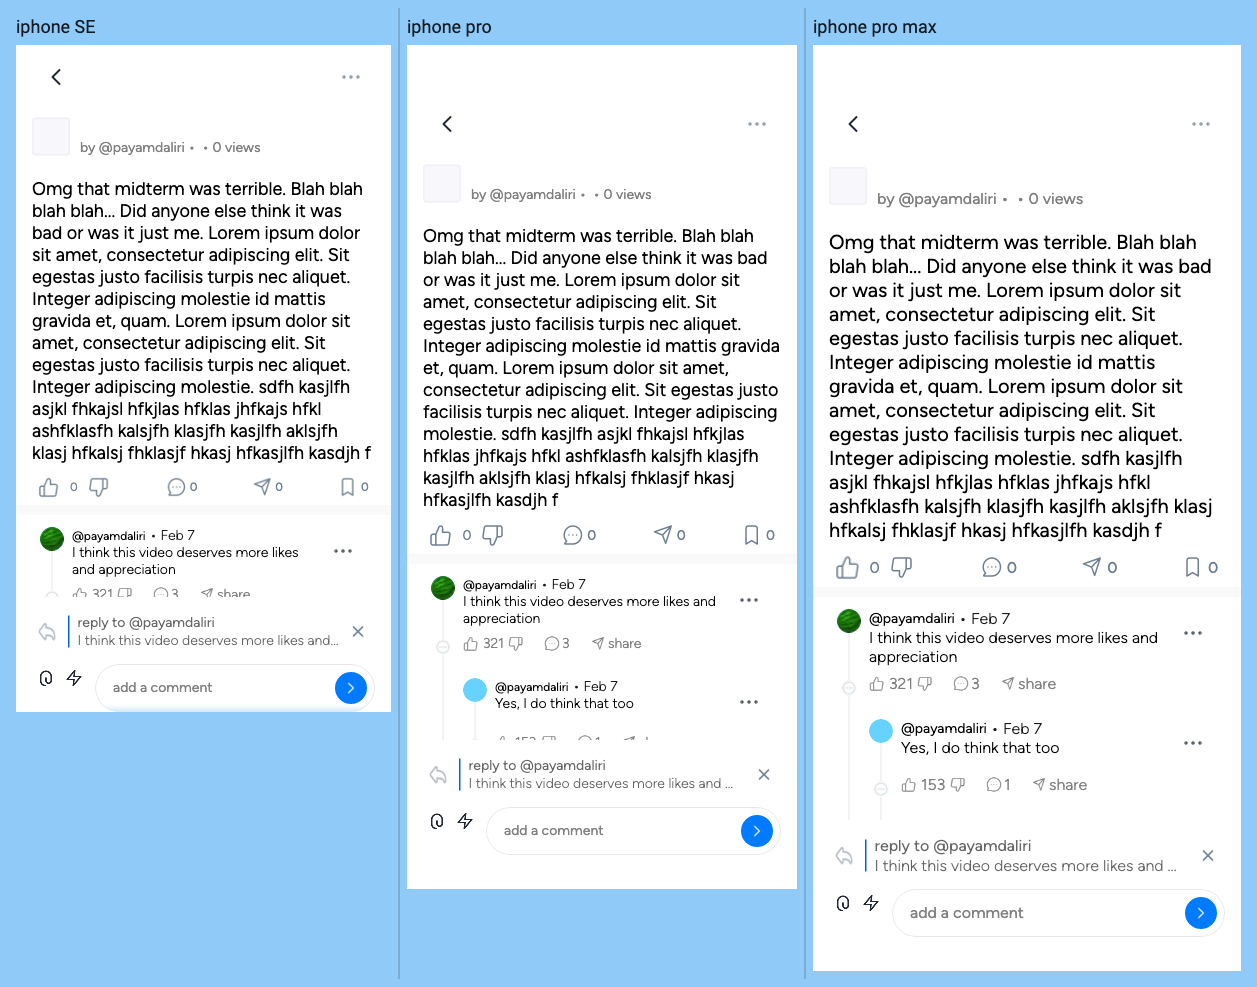 iphone SE
by @payamdaliri • • 0 views
Omg that midterm was terrible. Blah blah
blah blah... Did anyone else think it was
bad or was it just me. Lorem ipsum dolor
sit amet, consectetur adipiscing elit. Sit
egestas justo facilisis turpis nec aliquet.
Integer adipiscing molestie id mattis
gravida et, quam. Lorem ipsum dolor sit
amet, consectetur adipiscing elit. Sit
egestas justo facilisis turpis nec aliquet.
Integer adipiscing molestie. sdfh kasjlfh
asjkl fhkajsl hfkjlas hfklas jhfkajs hfkl
ashfklasfh kalsjfh klasjfh kasjlfh aklsjfh
klasj hfkalsj fhklasjf hkasj hfkasjlfh kasdjh f
0 0 0 0
@payamdaliri • Feb 7
I think this video deserves more likes
and appreciation
321 3 share
reply to @payamdaliri
I think this video deserves more likes and...
add a comment
iphone pro
by @payamdaliri • • 0 views
Omg that midterm was terrible. Blah blah
blah blah... Did anyone else think it was bad
or was it just me. Lorem ipsum dolor sit
amet, consectetur adipiscing elit. Sit
egestas justo facilisis turpis nec aliquet.
Integer adipiscing molestie id mattis gravida
et, quam. Lorem ipsum dolor sit amet,
consectetur adipiscing elit. Sit egestas justo
facilisis turpis nec aliquet. Integer adipiscing
molestie. sdfh kasjlfh asjkl fhkajsl hfkjlas
hfklas jhfkajs hfkl ashfklasfh kalsjfh klasjfh
kasjlfh aklsjfh klasj hfkalsj fhklasjf hkasj
hfkasjlfh kasdjh f
0 0 0 0
@payamdaliri • Feb 7
I think this video deserves more likes and
appreciation
321 3 share
@payamdaliri • Feb 7
Yes, I do think that too
153 1
reply to @payamdaliri
I think this video deserves more likes and ...
add a comment
iphone pro max
by @payamdaliri • • 0 views
Omg that midterm was terrible. Blah blah
blah blah... Did anyone else think it was bad
or was it just me. Lorem ipsum dolor sit
amet, consectetur adipiscing elit. Sit
egestas justo facilisis turpis nec aliquet.
Integer adipiscing molestie id mattis
gravida et, quam. Lorem ipsum dolor sit
amet, consectetur adipiscing elit. Sit
egestas justo facilisis turpis nec aliquet.
Integer adipiscing molestie. sdfh kasjlfh
asjkl fhkajsl hfkjlas hfklas jhfkajs hfkl
ashfklasfh kalsjfh klasjfh kasjlfh aklsjfh klasj
hfkalsj fhklasjf hkasj hfkasjlfh kasdjh f
0 0 0 0
@payamdaliri • Feb 7
I think this video deserves more likes and
appreciation
321 3 share
@payamdaliri • Feb 7
Yes, I do think that too
153 1 share
reply to @payamdaliri
I think this video deserves more likes and ...
add a comment